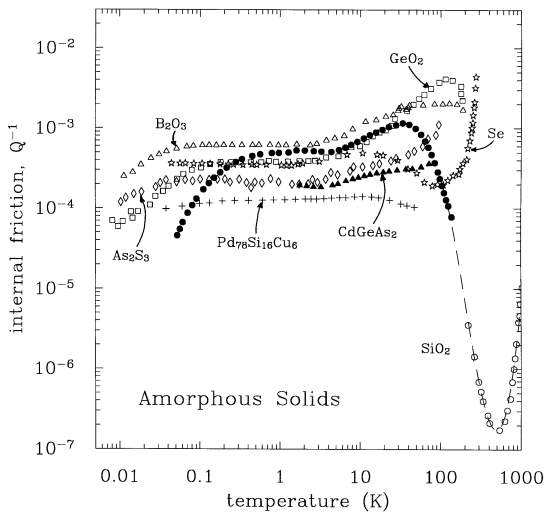 10⁻²
10⁻³
10⁻⁴
10⁻⁵
10⁻⁶
10⁻⁷
internal friction, Q⁻¹
GeO₂
B₂O₃
Se
As₂S₃
Pd₇₈Si₁₆Cu₆
CdGeAs₂
SiO₂
Amorphous Solids
0.01 0.1 1 10 100 1000
temperature (K)